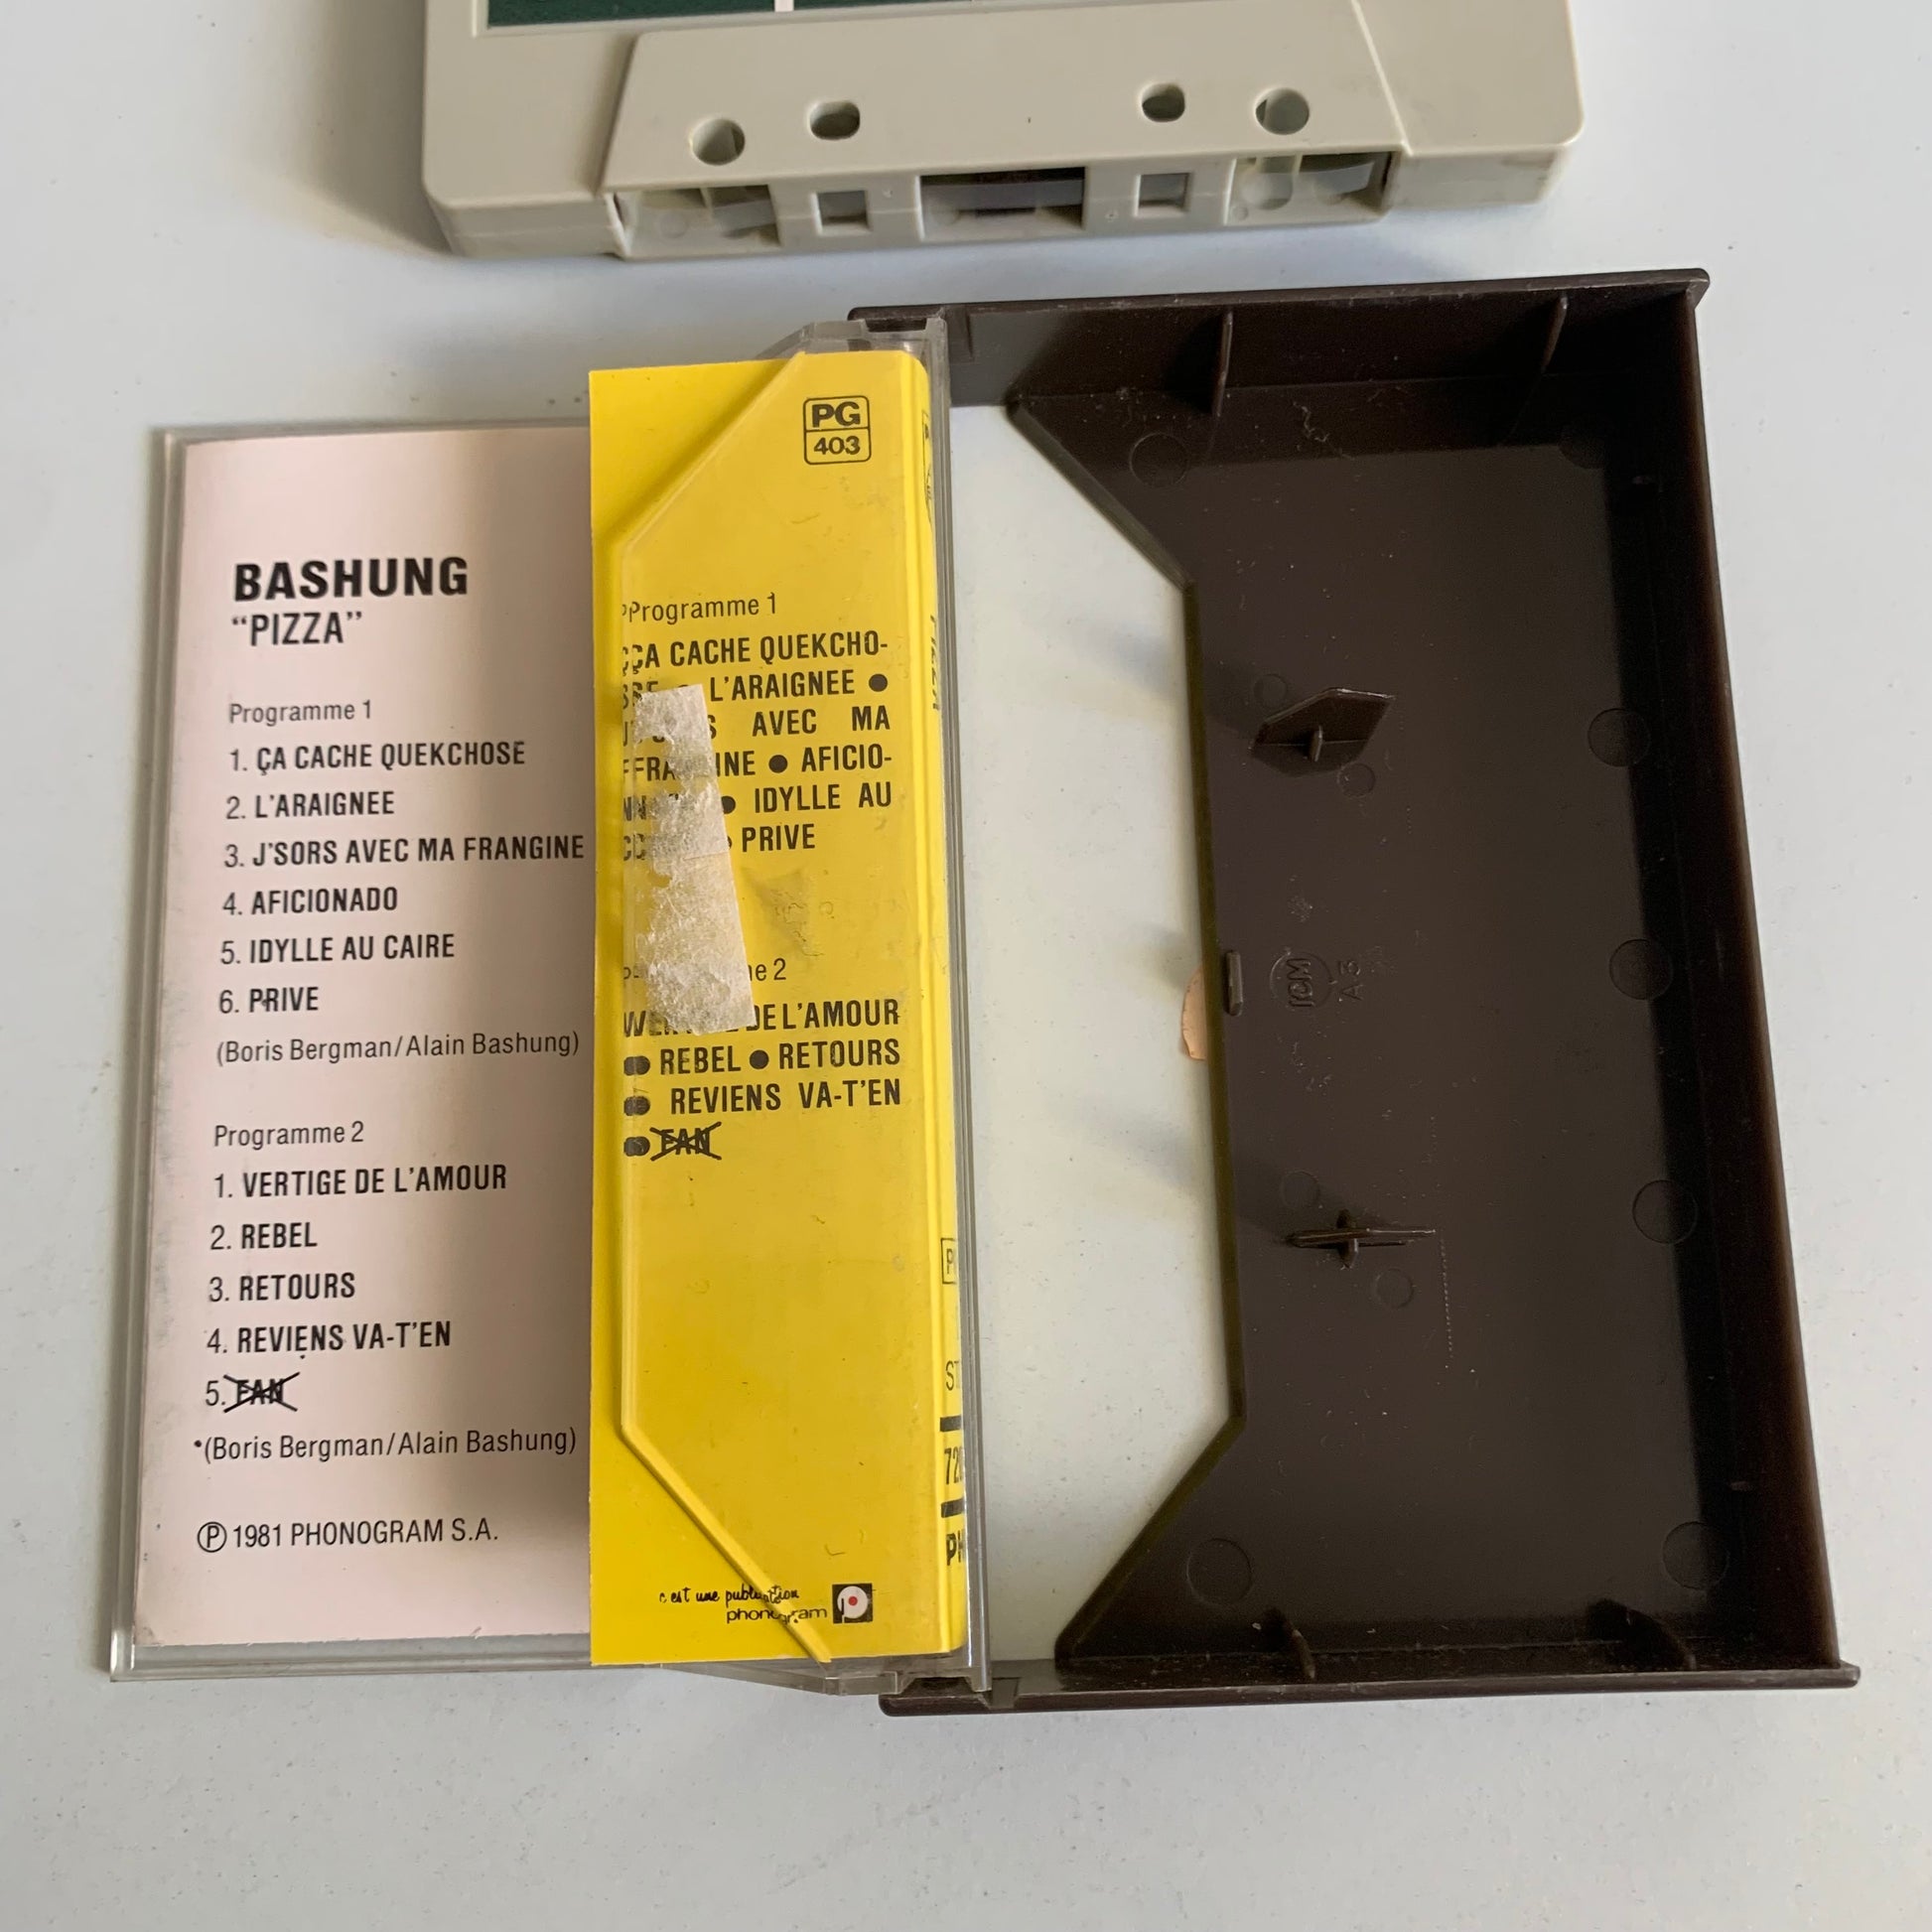 BASHUNG
“PIZZA”
Programme 1
1. ÇA CACHE QUEKCHOSE
2. L'ARAIGNEE
3. J'SORS AVEC MA FRANGINE
4. AFICIONADO
5. IDYLLE AU CAIRE
6. PRIVE
(Boris Bergman/Alain Bashung)
Programme 2
1. VERTIGE DE L'AMOUR
2. REBEL
3. RETOURS
4. REVIENS VA-T'EN
5. FAN
(Boris Bergman/Alain Bashung)
Ⓟ 1981 PHONOGRAM S.A.
PG
403
Programme 1
ÇA CACHE QUEKCHO-
L'ARAIGNEE ●
AVEC MA
● AFICIO-
● IDYLLE AU
● PRIVE
2
DE L'AMOUR
● REBEL ● RETOURS
● REVIENS VA-T'EN
● FAN
c'est une publication
phonogram
ICM
A3